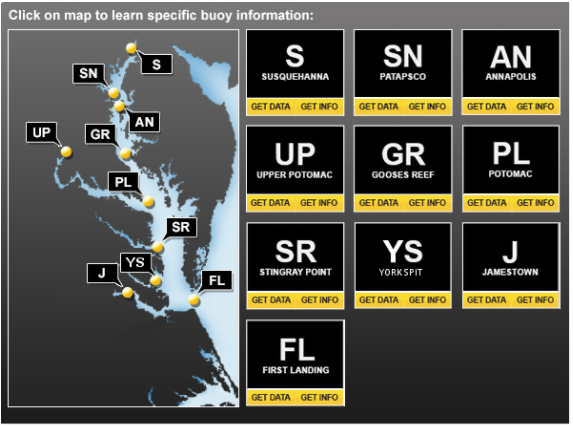 Click on map to learn specific buoy information:
S
SN
AN
UP
GR
PL
SR
YS
J
FL
S
SUSQUEHANNA
GET DATA GET INFO
SN
PATAPSCO
GET DATA GET INFO
AN
ANNAPOLIS
GET DATA GET INFO
UP
UPPER POTOMAC
GET DATA GET INFO
GR
GOOSES REEF
GET DATA GET INFO
PL
POTOMAC
GET DATA GET INFO
SR
STINGRAY POINT
GET DATA GET INFO
YS
YORK SPIT
GET DATA GET INFO
J
JAMESTOWN
GET DATA GET INFO
FL
FIRST LANDING
GET DATA GET INFO